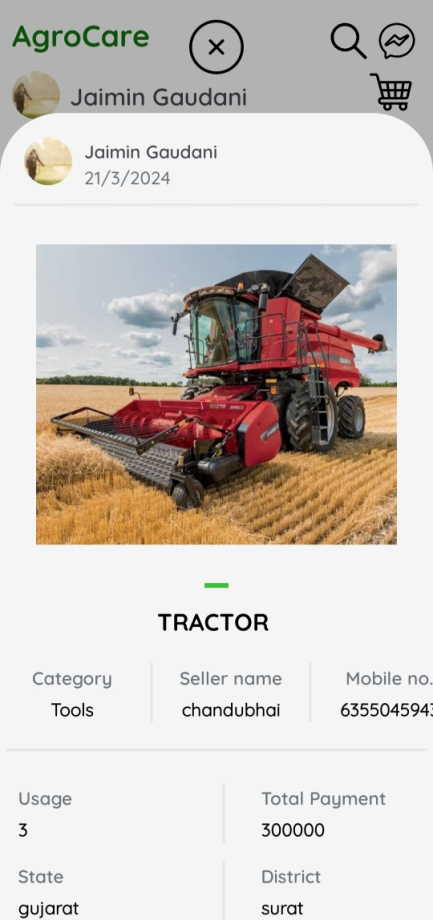 AgroCare
Jaimin Gaudani
Jaimin Gaudani
21/3/2024
TRACTOR
Category Seller name Mobile no.
Tools chandubhai 6355045943
Usage Total Payment
3 300000
State District
gujarat surat